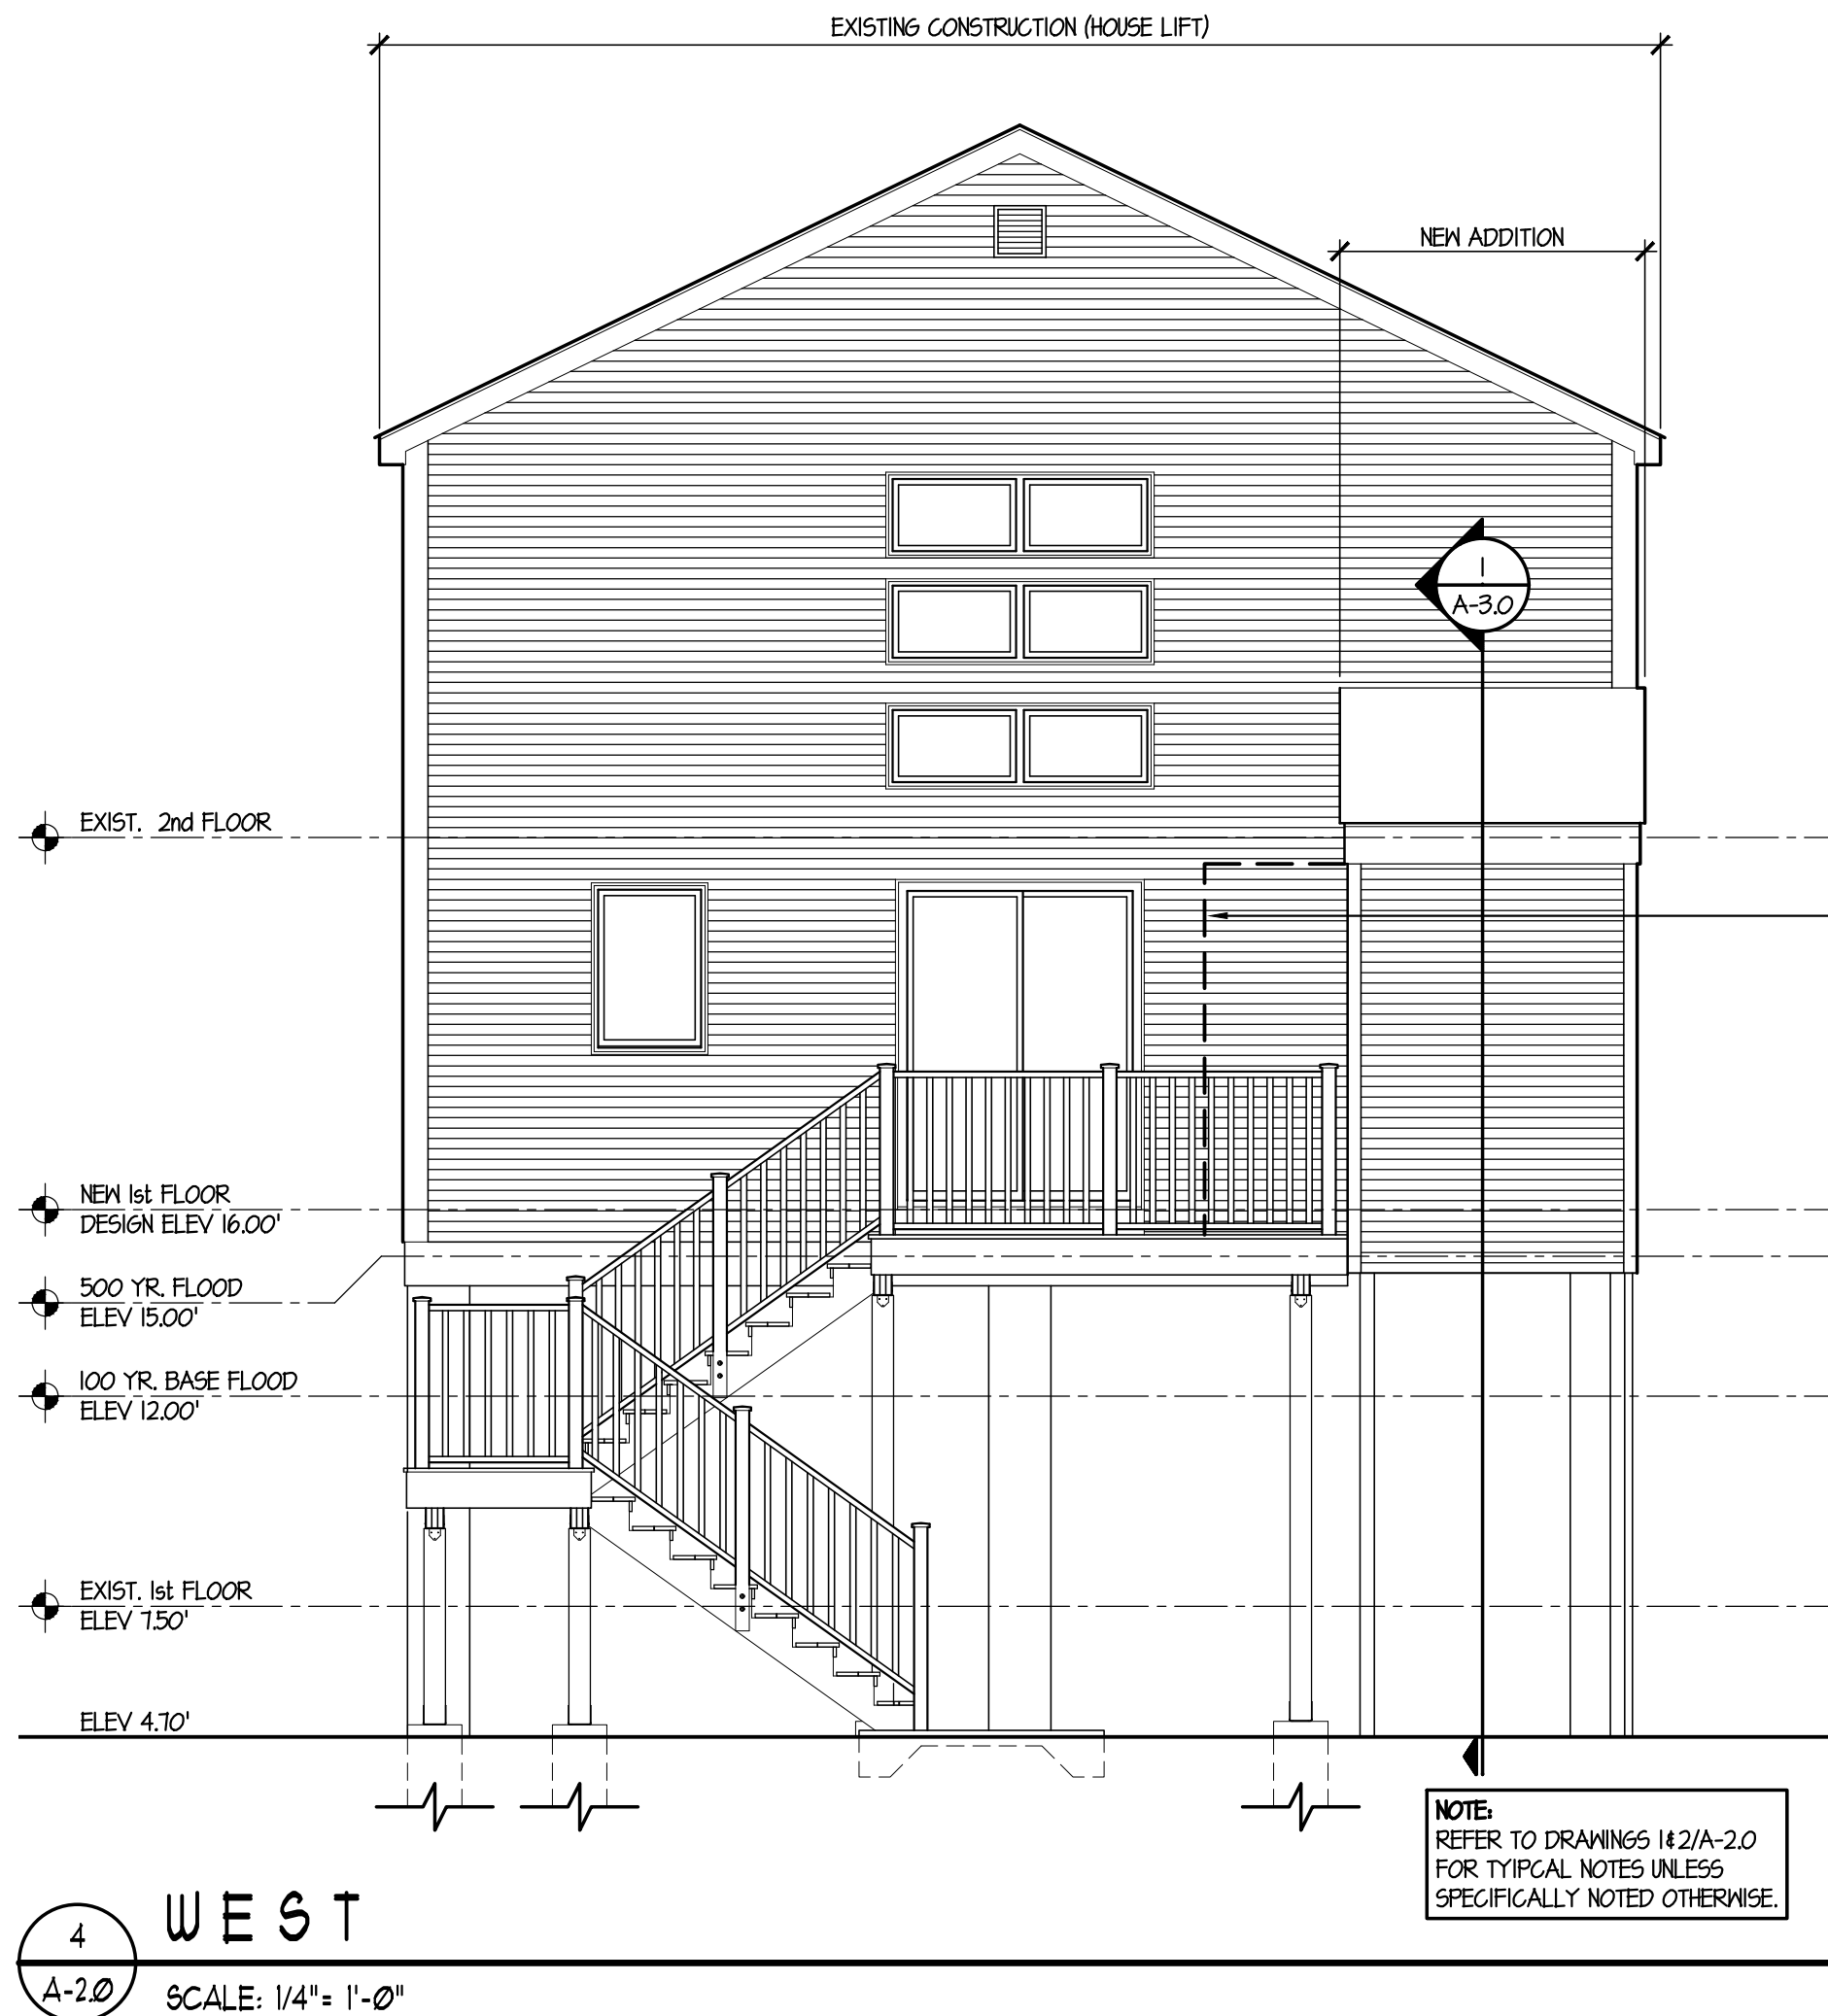 EXISTING CONSTRUCTION (HOUSE LIFT)
NEW ADDITION
1
A-3.0
EXIST. 2nd FLOOR
NEW 1st FLOOR
DESIGN ELEV 16.00'
500 YR. FLOOD
ELEV 15.00'
100 YR. BASE FLOOD
ELEV 12.00'
EXIST. 1st FLOOR
ELEV 7.50'
ELEV 4.70'
NOTE:
REFER TO DRAWINGS 1&2/A-2.0
FOR TYIPCAL NOTES UNLESS
SPECIFICALLY NOTED OTHERWISE.
4
A-2.0
WEST
SCALE: 1/4"= 1'-0"